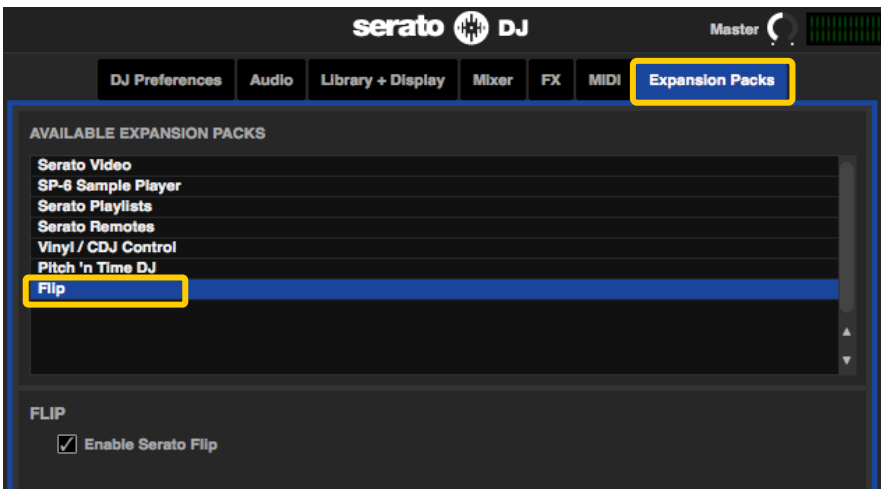 serato DJ
Master
DJ Preferences Audio Library + Display Mixer FX MIDI Expansion Packs
AVAILABLE EXPANSION PACKS
Serato Video
SP-6 Sample Player
Serato Playlists
Serato Remotes
Vinyl / CDJ Control
Pitch 'n Time DJ
Flip
FLIP
Enable Serato Flip